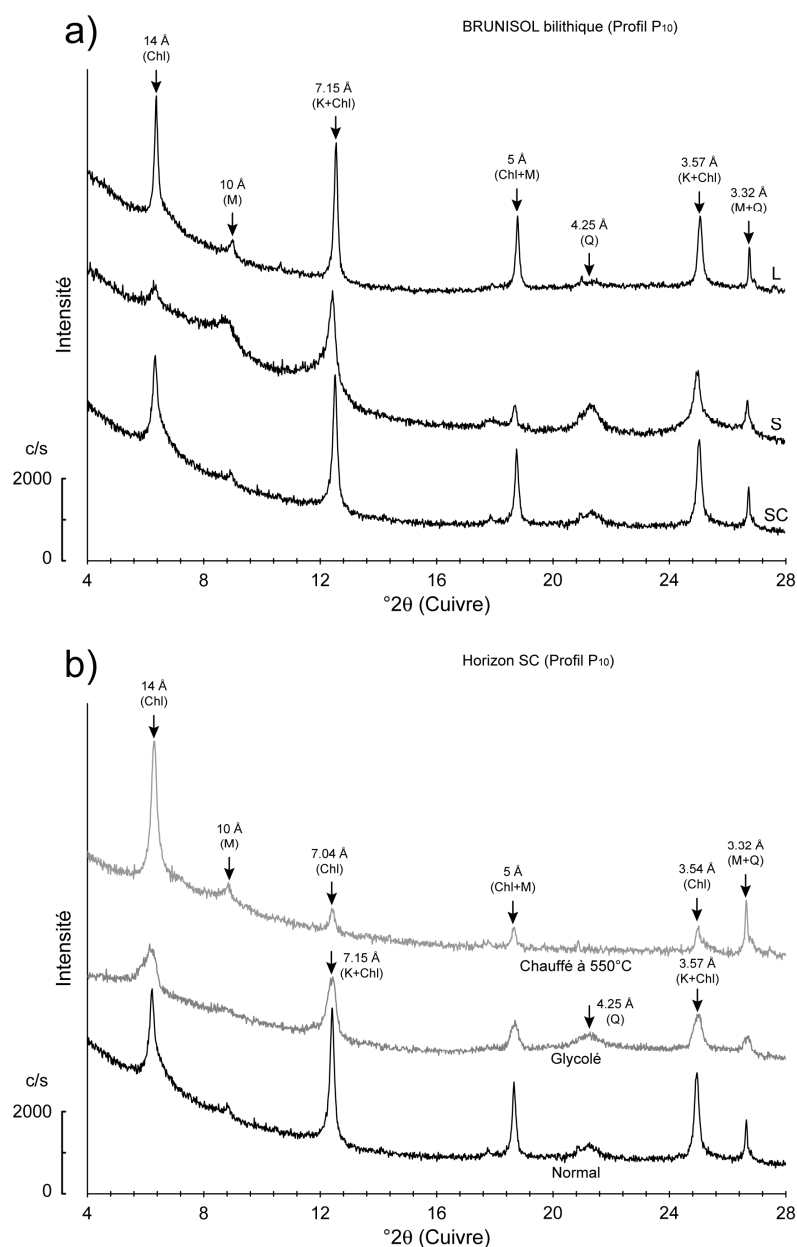 a)
BRUNISOL bilithique (Profil P10)
14 Å
(Chl)
7.15 Å
(K+Chl)
10 Å
(M)
5 Å
(Chl+M)
4.25 Å
(Q)
3.57 Å
(K+Chl)
3.32 Å
(M+Q)
L
S
SC
Intensité
c/s
2000
0
4 8 12 16 20 24 28
°2θ (Cuivre)
b)
Horizon SC (Profil P10)
14 Å
(Chl)
10 Å
(M)
7.04 Å
(Chl)
5 Å
(Chl+M)
3.54 Å
(Chl)
3.32 Å
(M+Q)
Chauffé à 550°C
7.15 Å
(K+Chl)
4.25 Å
(Q)
3.57 Å
(K+Chl)
Glycolé
Normal
Intensité
c/s
2000
0
4 8 12 16 20 24 28
°2θ (Cuivre)